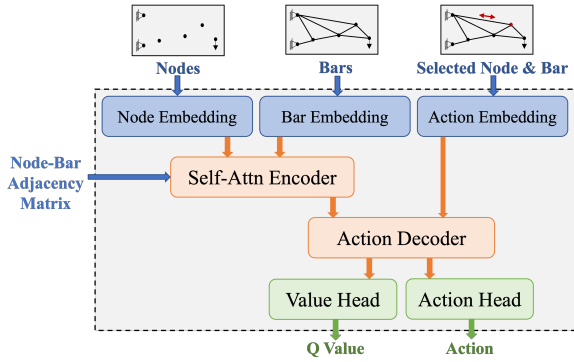 Nodes
Bars
Selected Node & Bar
Node Embedding
Bar Embedding
Action Embedding
Node-Bar
Adjacency
Matrix
Self-Attn Encoder
Action Decoder
Value Head
Action Head
Q Value
Action